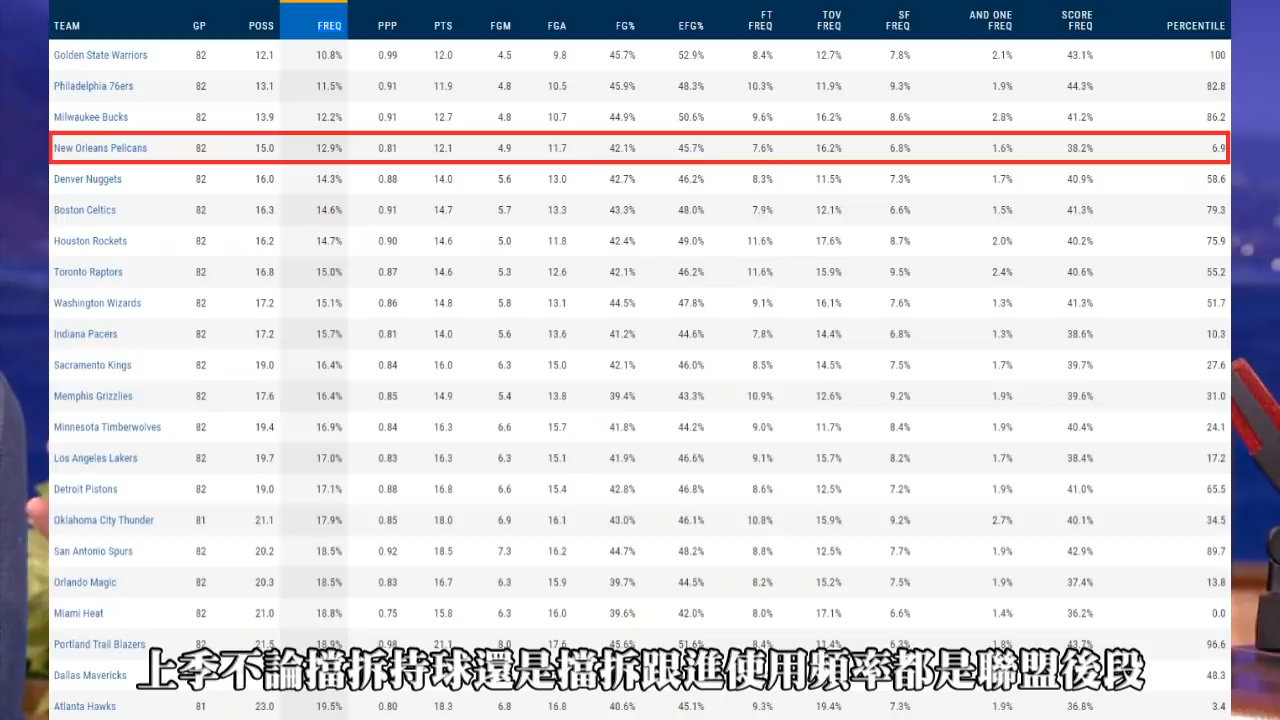 TEAM GP POSS FREQ PPP PTS FGM FGA FG% EFG% FT FREQ TOV FREQ SF FREQ AND ONE FREQ SCORE FREQ PERCENTILE
Golden State Warriors 82 12.1 10.8% 0.99 12.0 4.5 9.8 45.7% 52.9% 8.4% 12.7% 7.8% 2.1% 43.1% 100
Philadelphia 76ers 82 13.1 11.5% 0.91 11.9 4.8 10.5 45.9% 48.3% 10.3% 11.9% 9.3% 1.9% 44.3% 82.8
Milwaukee Bucks 82 13.9 12.2% 0.91 12.7 4.8 10.7 44.9% 50.6% 9.6% 16.2% 8.6% 2.8% 41.2% 86.2
New Orleans Pelicans 82 15.0 12.9% 0.81 12.1 4.9 11.7 42.1% 45.7% 7.6% 16.2% 6.8% 1.6% 38.2% 6.9
Denver Nuggets 82 16.0 14.3% 0.88 14.0 5.6 13.0 42.7% 46.2% 8.3% 11.5% 7.3% 1.7% 40.9% 58.6
Boston Celtics 82 16.3 14.6% 0.91 14.7 5.7 13.3 43.3% 48.0% 7.9% 12.1% 6.6% 1.5% 41.3% 79.3
Houston Rockets 82 16.2 14.7% 0.90 14.6 5.0 11.8 42.4% 49.0% 11.6% 17.6% 8.7% 2.0% 40.2% 75.9
Toronto Raptors 82 16.8 15.0% 0.87 14.6 5.3 12.6 42.1% 46.2% 11.6% 15.9% 9.5% 2.4% 40.6% 55.2
Washington Wizards 82 17.2 15.1% 0.86 14.8 5.8 13.1 44.5% 47.8% 9.1% 16.1% 7.6% 1.3% 41.3% 51.7
Indiana Pacers 82 17.2 15.7% 0.81 14.0 5.6 13.6 41.2% 44.6% 7.8% 14.4% 6.8% 1.3% 38.6% 10.3
Sacramento Kings 82 19.0 16.4% 0.84 16.0 6.3 15.0 42.1% 46.0% 8.5% 14.5% 7.5% 1.7% 39.7% 27.6
Memphis Grizzlies 82 17.6 16.4% 0.85 14.9 5.4 13.8 39.4% 43.3% 10.9% 12.6% 9.2% 1.9% 39.6% 31.0
Minnesota Timberwolves 82 19.4 16.9% 0.84 16.3 6.6 15.7 41.8% 44.2% 9.0% 11.7% 8.4% 1.9% 40.4% 24.1
Los Angeles Lakers 82 19.7 17.0% 0.83 16.3 6.3 15.1 41.9% 46.6% 9.1% 15.7% 8.2% 1.7% 38.4% 17.2
Detroit Pistons 82 19.0 17.1% 0.88 16.8 6.6 15.4 42.8% 46.8% 8.6% 12.5% 7.2% 1.9% 41.0% 65.5
Oklahoma City Thunder 81 21.1 17.9% 0.85 18.0 6.9 16.1 43.0% 46.1% 10.8% 15.9% 9.2% 2.7% 40.1% 34.5
San Antonio Spurs 82 20.2 18.5% 0.92 18.5 7.3 16.2 44.7% 48.2% 8.8% 12.5% 7.7% 1.9% 42.9% 89.7
Orlando Magic 82 20.3 18.5% 0.83 16.7 6.3 15.9 39.7% 44.5% 8.2% 15.2% 7.5% 1.9% 37.4% 13.8
Miami Heat 82 21.0 18.8% 0.75 15.8 6.3 16.0 39.6% 42.0% 8.0% 17.1% 6.6% 1.4% 36.2% 0.0
Portland Trail Blazers 82 21.5 18.9% 0.98 21.1 8.0 17.6 45.6% 51.6% 8.4% 11.4% 6.3% 1.8% 43.7% 96.6
上季不論擋拆持球還是擋拆跟進使用頻率都是聯盟後段
Dallas Mavericks 48.3
Atlanta Hawks 81 23.0 19.5% 0.80 18.3 6.8 16.8 40.6% 45.1% 9.3% 19.4% 7.3% 1.9% 36.8% 3.4